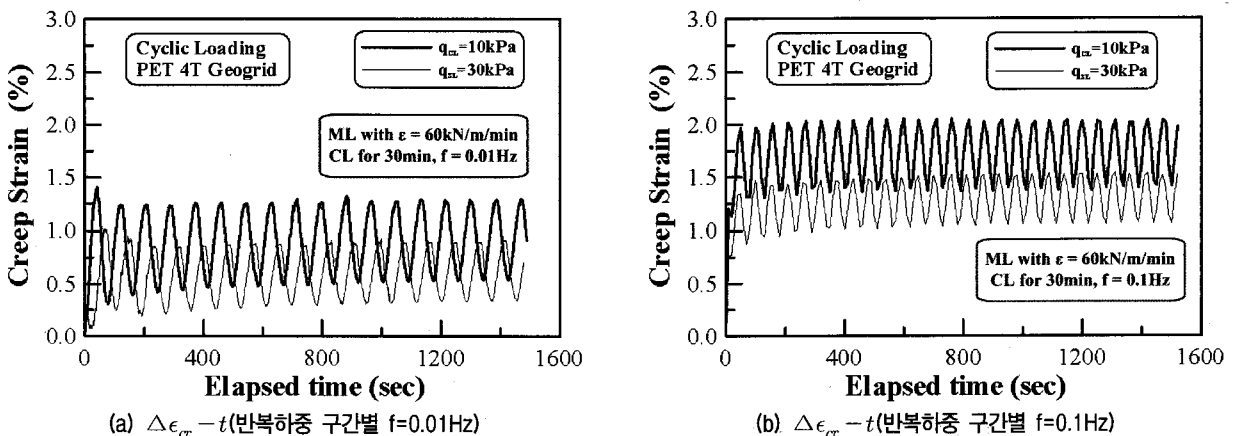 3.0
2.5
2.0
1.5
1.0
0.5
0.0
Creep Strain (%)
Cyclic Loading
PET 4T Geogrid
=10kPa
=30kPa
ML with ε = 60kN/m/min
CL for 30min, f = 0.01Hz
0 400 800 1200 1600
Elapsed time (sec)
(a) △ϵcr −t(반복하중 구간별 f=0.01Hz)
3.0
2.5
2.0
1.5
1.0
0.5
0.0
Creep Strain (%)
Cyclic Loading
PET 4T Geogrid
=10kPa
=30kPa
ML with ε = 60kN/m/min
CL for 30min, f = 0.1Hz
0 400 800 1200 1600
Elapsed time (sec)
(b) △ϵcr −t(반복하중 구간별 f=0.1Hz)